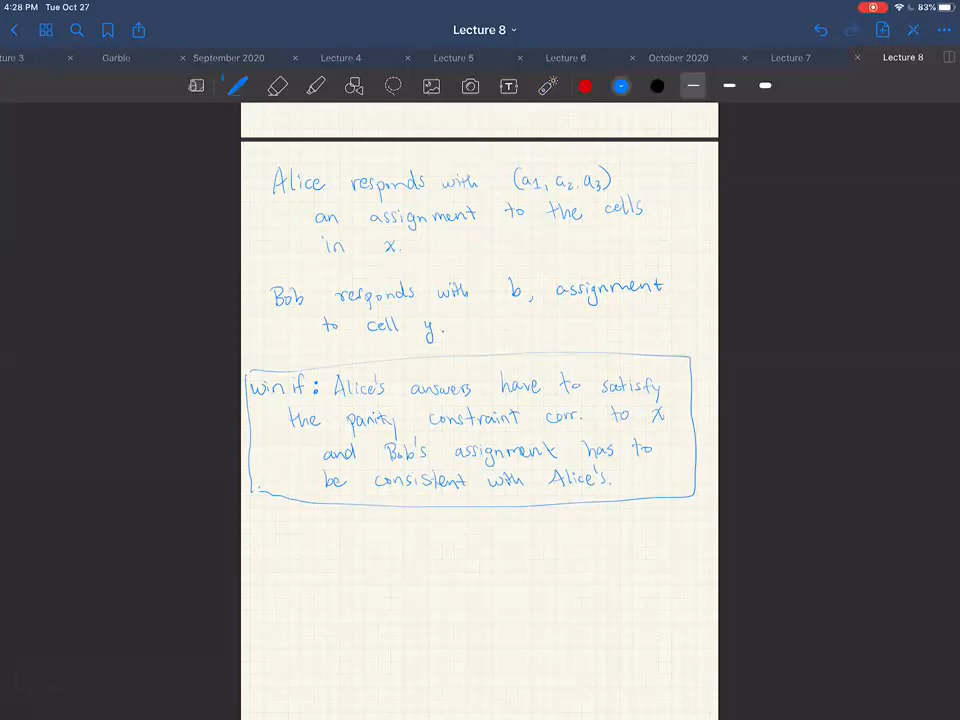 4:28 PM Tue Oct 27
83%
Lecture 8
ure 3
Garble
September 2020
Lecture 4
Lecture 5
Lecture 6
October 2020
Lecture 7
Lecture 8
Alice responds with (a1, a2, a3)
an assignment to the cells
in x.
Bob responds with b, assignment
to cell y.
win if: Alice's answers have to satisfy
the parity constraint corr. to x
and Bob's assignment has to
be consistent with Alice's.